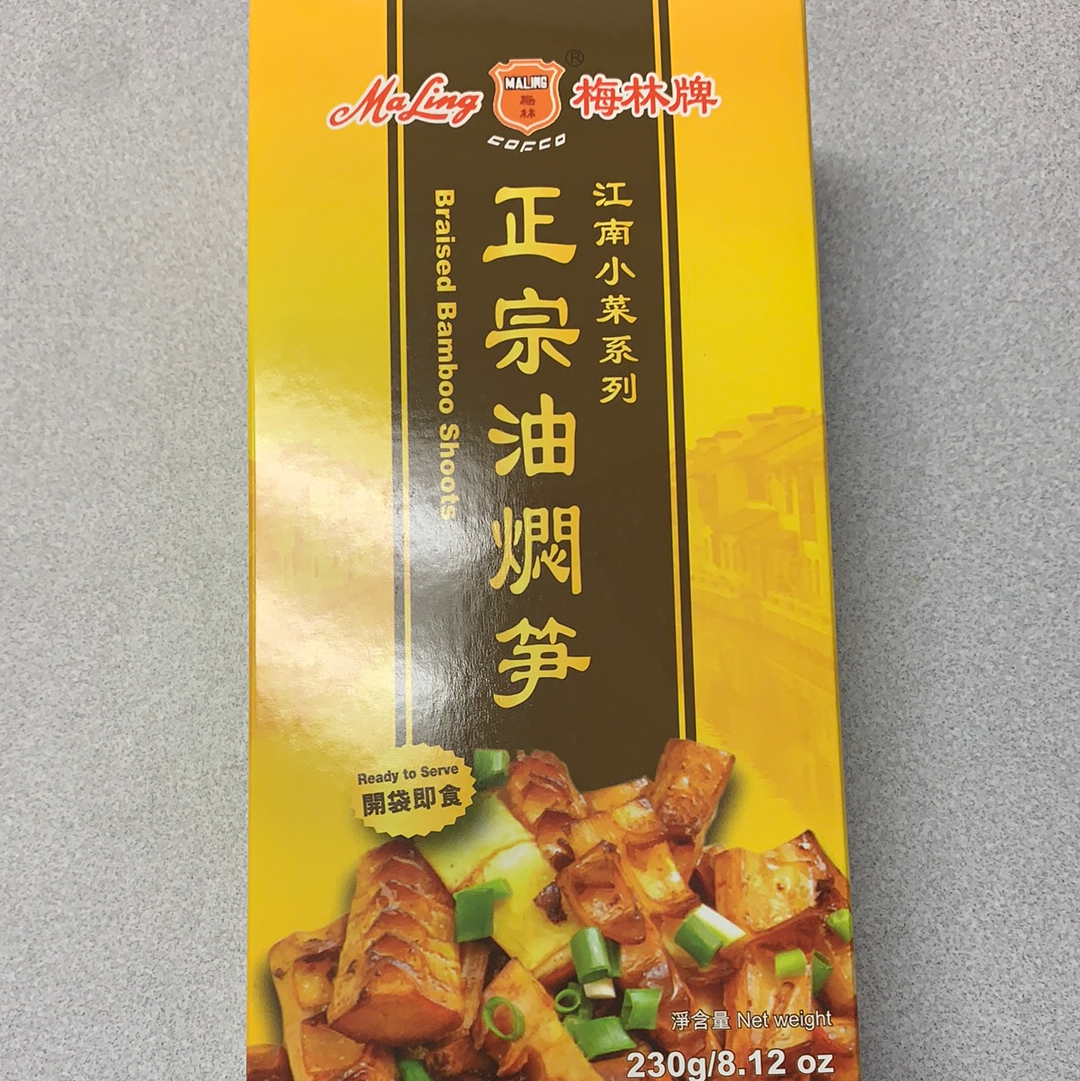 MaLing
®
MALING
梅林
COFCO
梅林牌
江南小菜系列
正宗油燜笋
Braised Bamboo Shoots
Ready to Serve
開袋即食
淨含量 Net weight
230g/8.12 oz